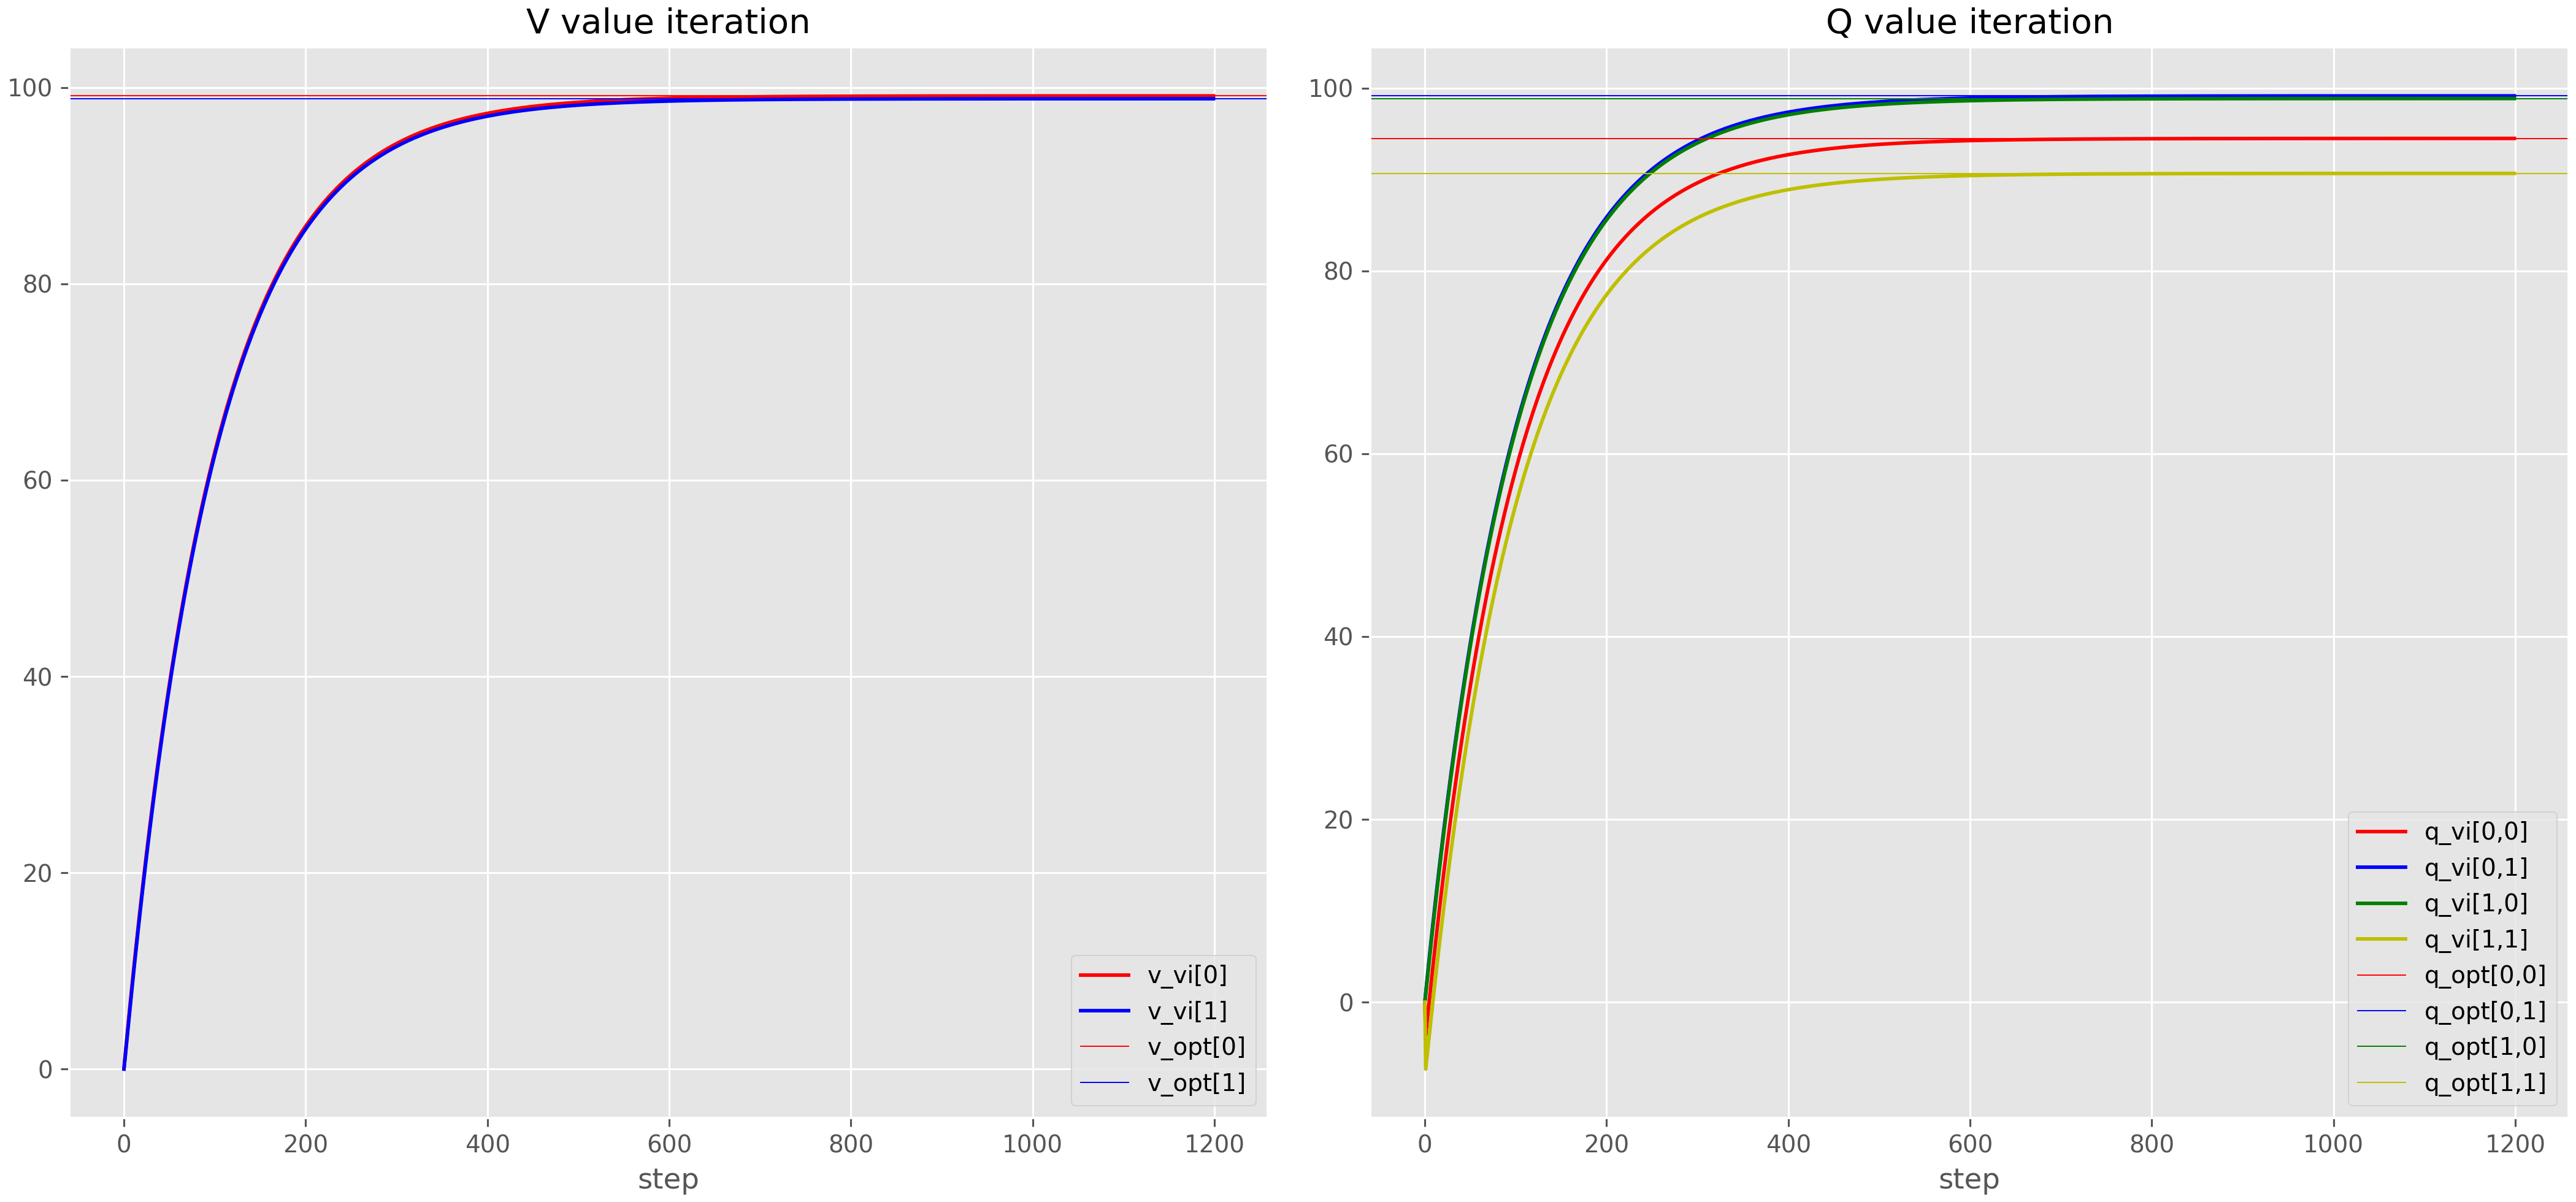 V value iteration
100
80
60
40
20
0
0 200 400 600 800 1000 1200
step
v_vi[0]
v_vi[1]
v_opt[0]
v_opt[1]
Q value iteration
100
80
60
40
20
0
0 200 400 600 800 1000 1200
step
q_vi[0,0]
q_vi[0,1]
q_vi[1,0]
q_vi[1,1]
q_opt[0,0]
q_opt[0,1]
q_opt[1,0]
q_opt[1,1]